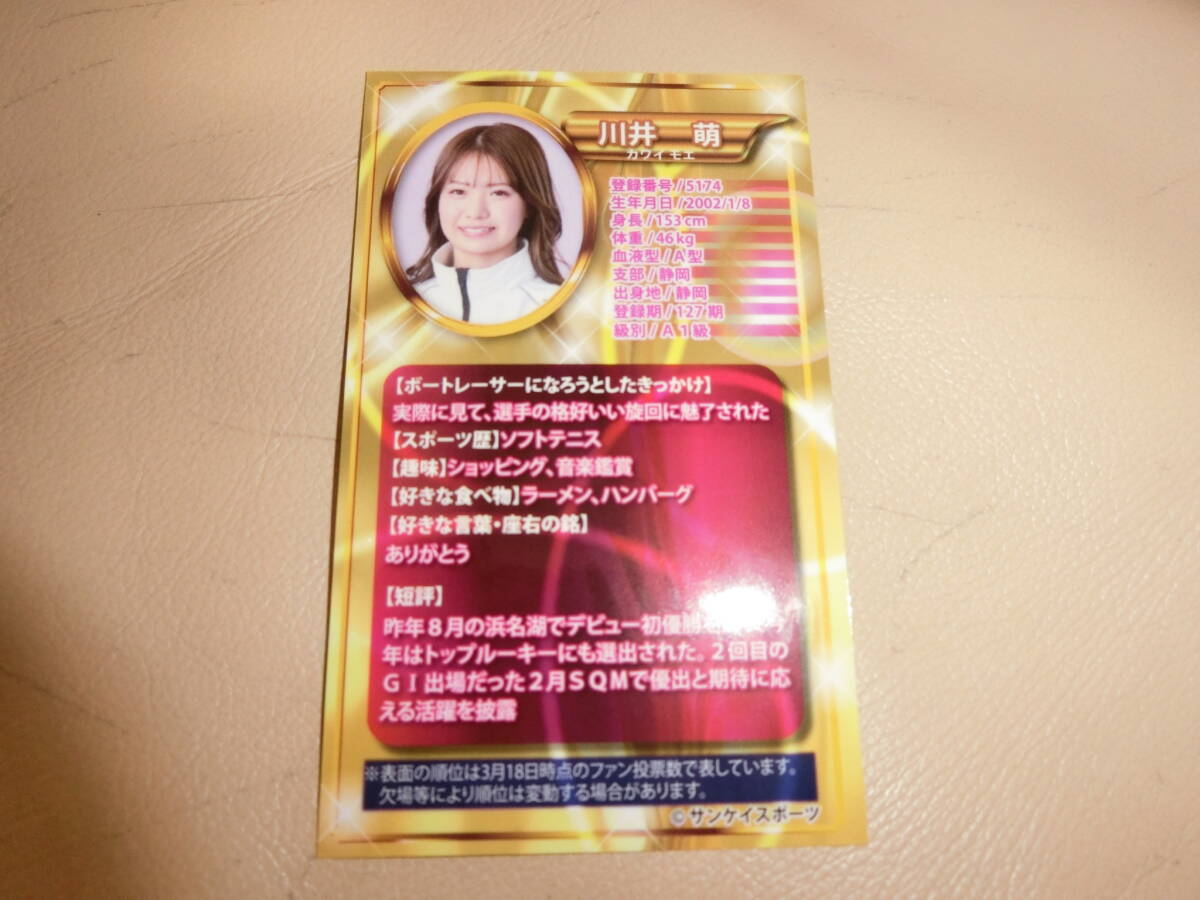 川井 萌
カワイ モエ
登録番号/5174
生年月日/2002/1/8
身長/153cm
体重/46kg
血液型/A型
支部/静岡
出身地/静岡
登録期/127期
級別/A1級
【ボートレーサーになろうとしたきっかけ】
実際に見て、選手の格好いい旋回に魅了された
【スポーツ歴】ソフトテニス
【趣味】ショッピング、音楽鑑賞
【好きな食べ物】ラーメン、ハンバーグ
【好きな言葉・座右の銘】
ありがとう
【短評】
昨年8月の浜名湖でデビュー初優勝
年はトップルーキーにも選出された。2回目の
GⅠ出場だった2月SQMで優出と期待に応
える活躍を披露
※表面の順位は3月18日時点のファン投票数で表しています。
欠場等により順位は変動する場合があります。
©サンケイスポーツ